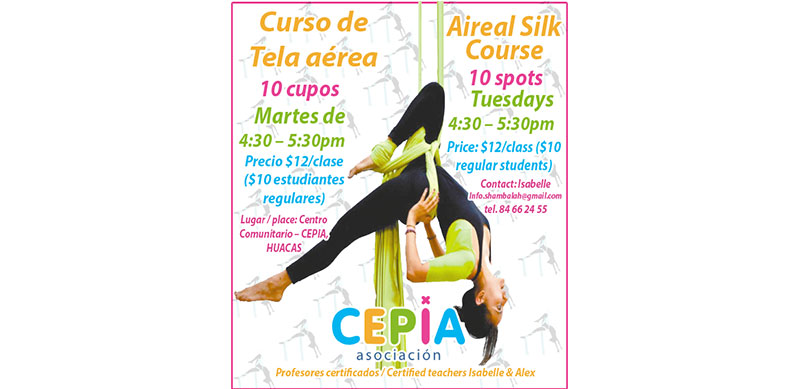 Curso de
Tela aérea
10 cupos
Martes de
4:30 – 5:30pm
Precio $12/clase
($10 estudiantes
regulares)
Lugar / place: Centro
Comunitario – CEPIA,
HUACAS
Aireal Silk
Course
10 spots
Tuesdays
4:30 – 5:30pm
Price: $12/class ($10
regular students)
Contact: Isabelle
Info.shambalah@gmail.com
tel. 84 66 24 55
CEPIA
asociación
Profesores certificados / Certified teachers Isabelle & Alex